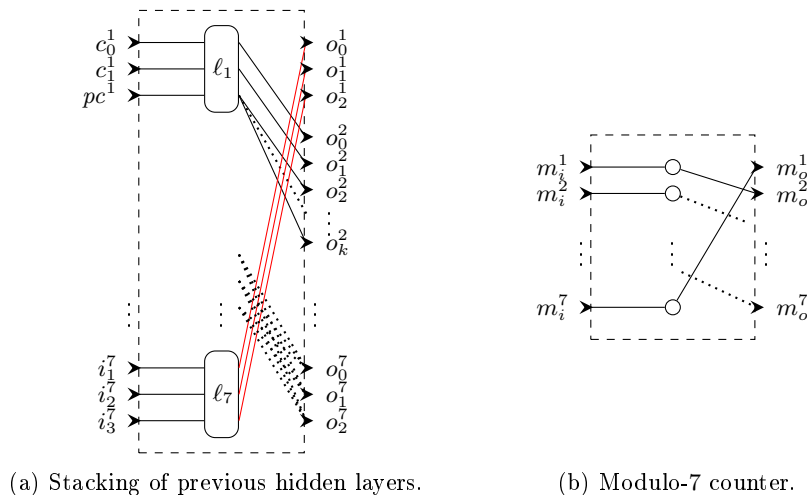 c_0^1 o_0^1
c_1^1 ℓ_1 o_1^1
pc^1 o_2^1
o_0^2
o_1^2
o_2^2
⋮
o_k^2
⋮ ⋮ ⋮
i_1^7 o_0^7
i_2^7 ℓ_7 o_1^7
i_3^7 o_2^7
(a) Stacking of previous hidden layers.
m_i^1 m_o^1
m_i^2 m_o^2
⋮ ⋮ ⋮
m_i^7 m_o^7
(b) Modulo-7 counter.